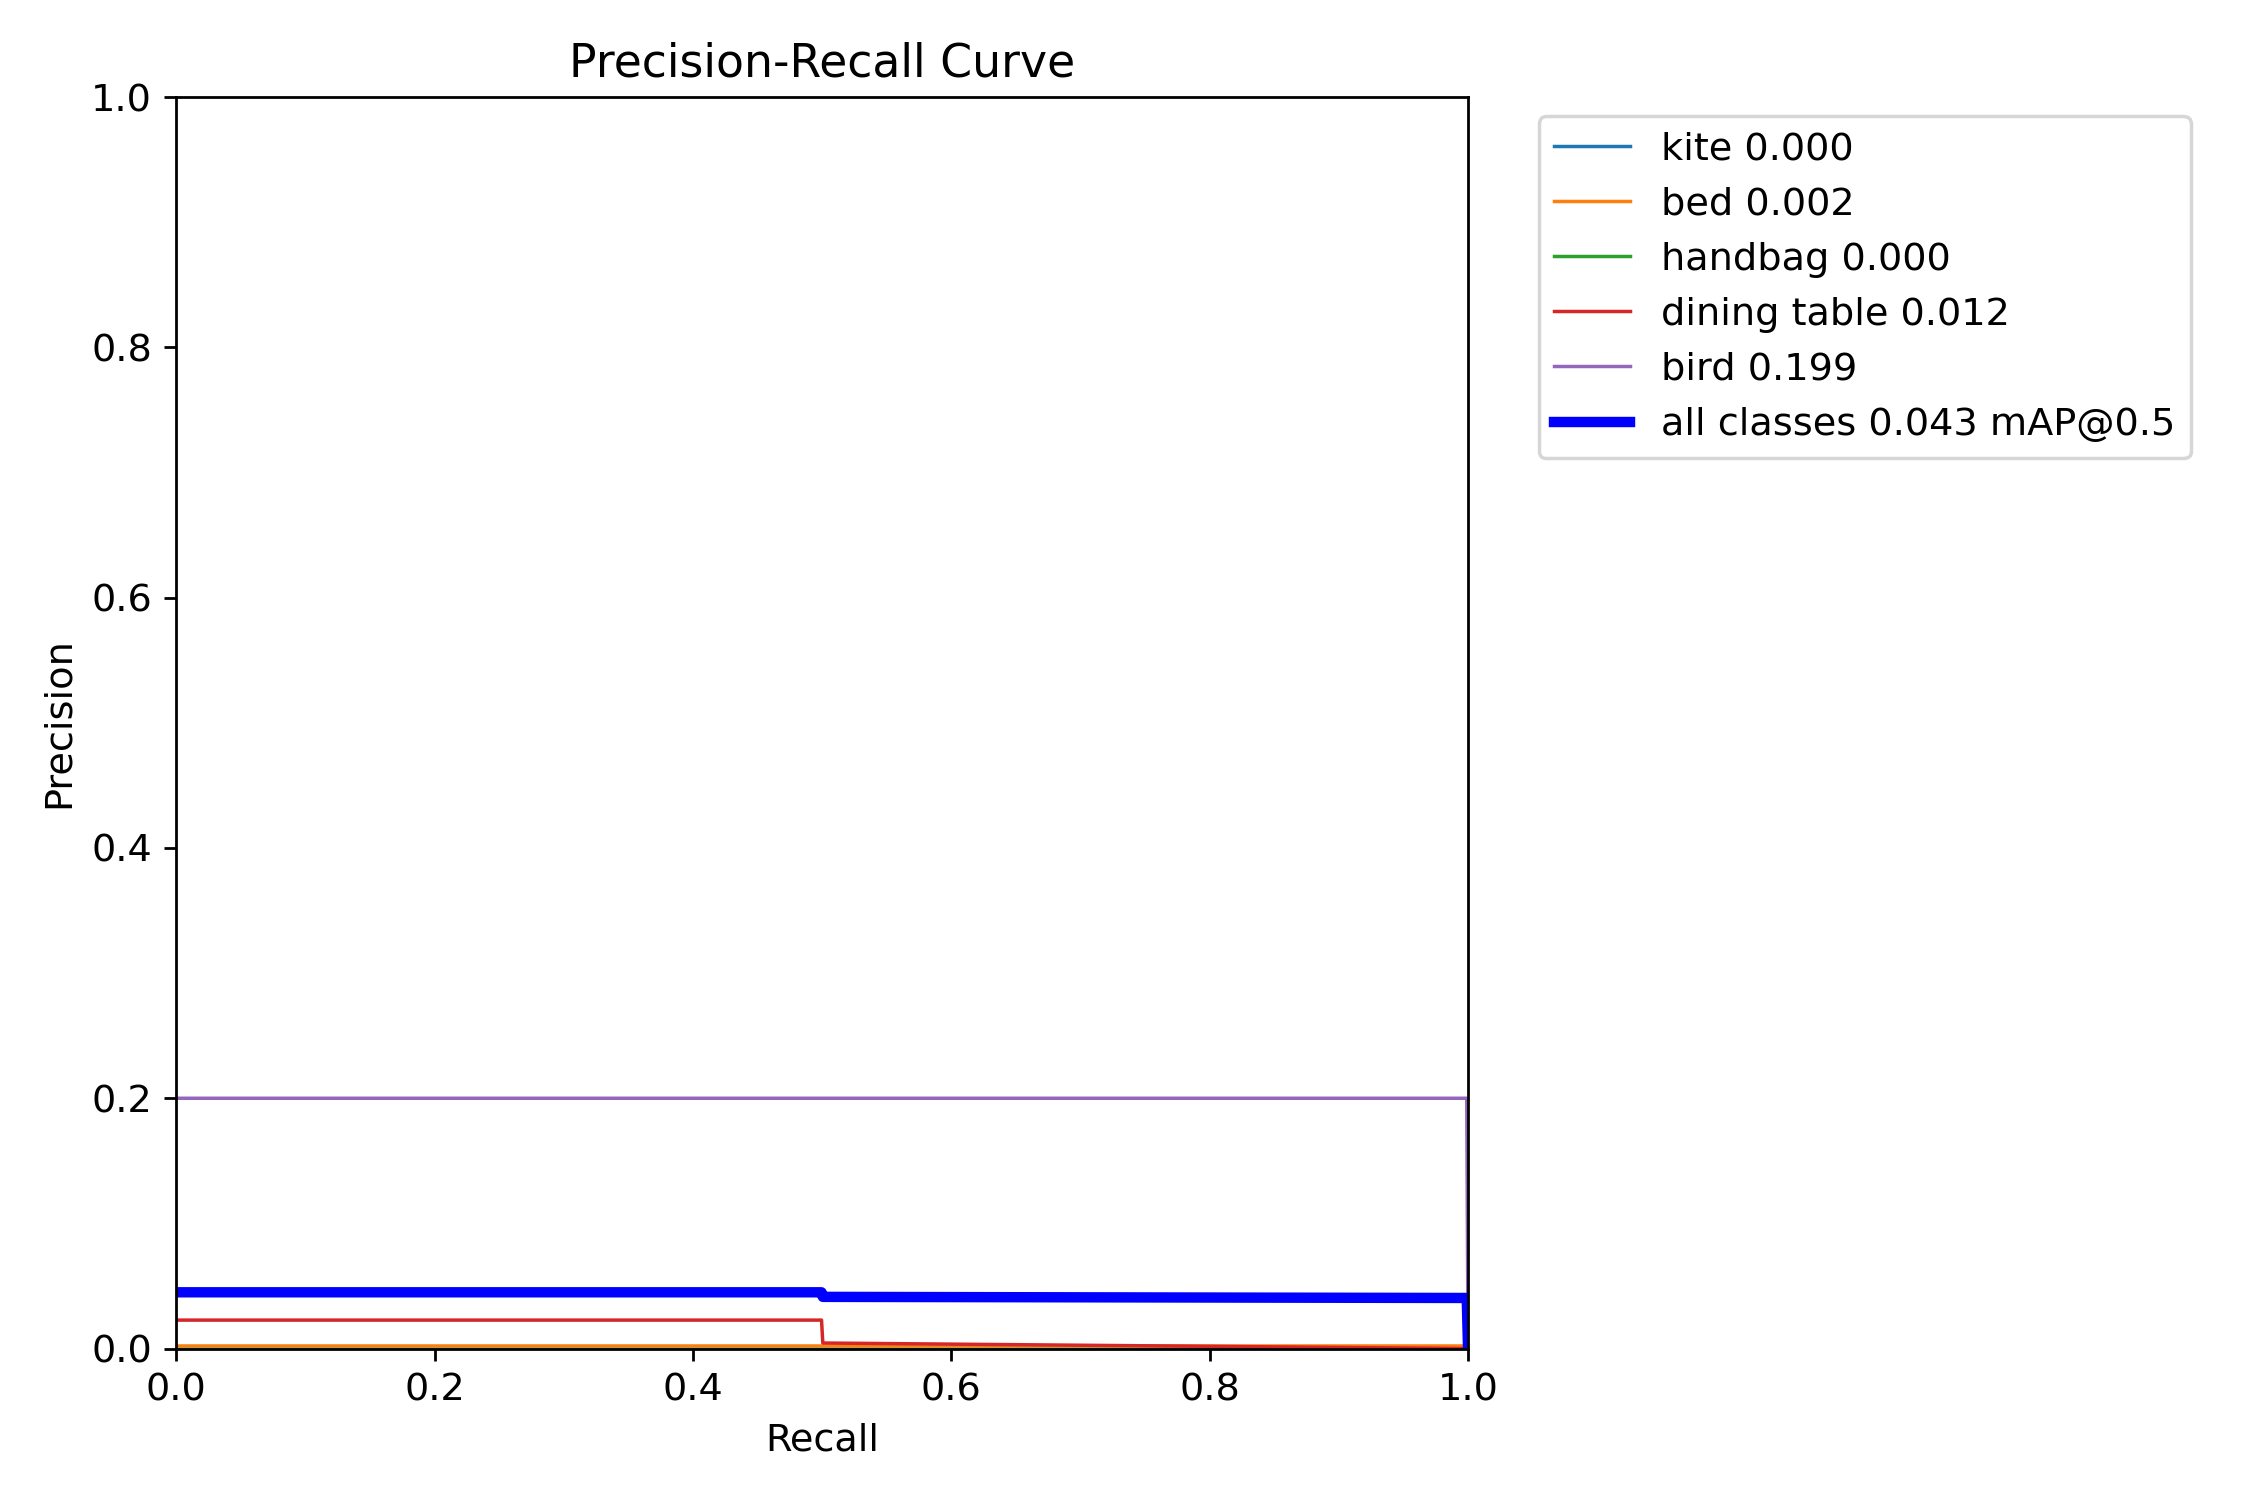 Precision-Recall Curve
1.0
0.8
0.6
0.4
0.2
0.0
Precision
0.0 0.2 0.4 0.6 0.8 1.0
Recall
kite 0.000
bed 0.002
handbag 0.000
dining table 0.012
bird 0.199
all classes 0.043 mAP@0.5